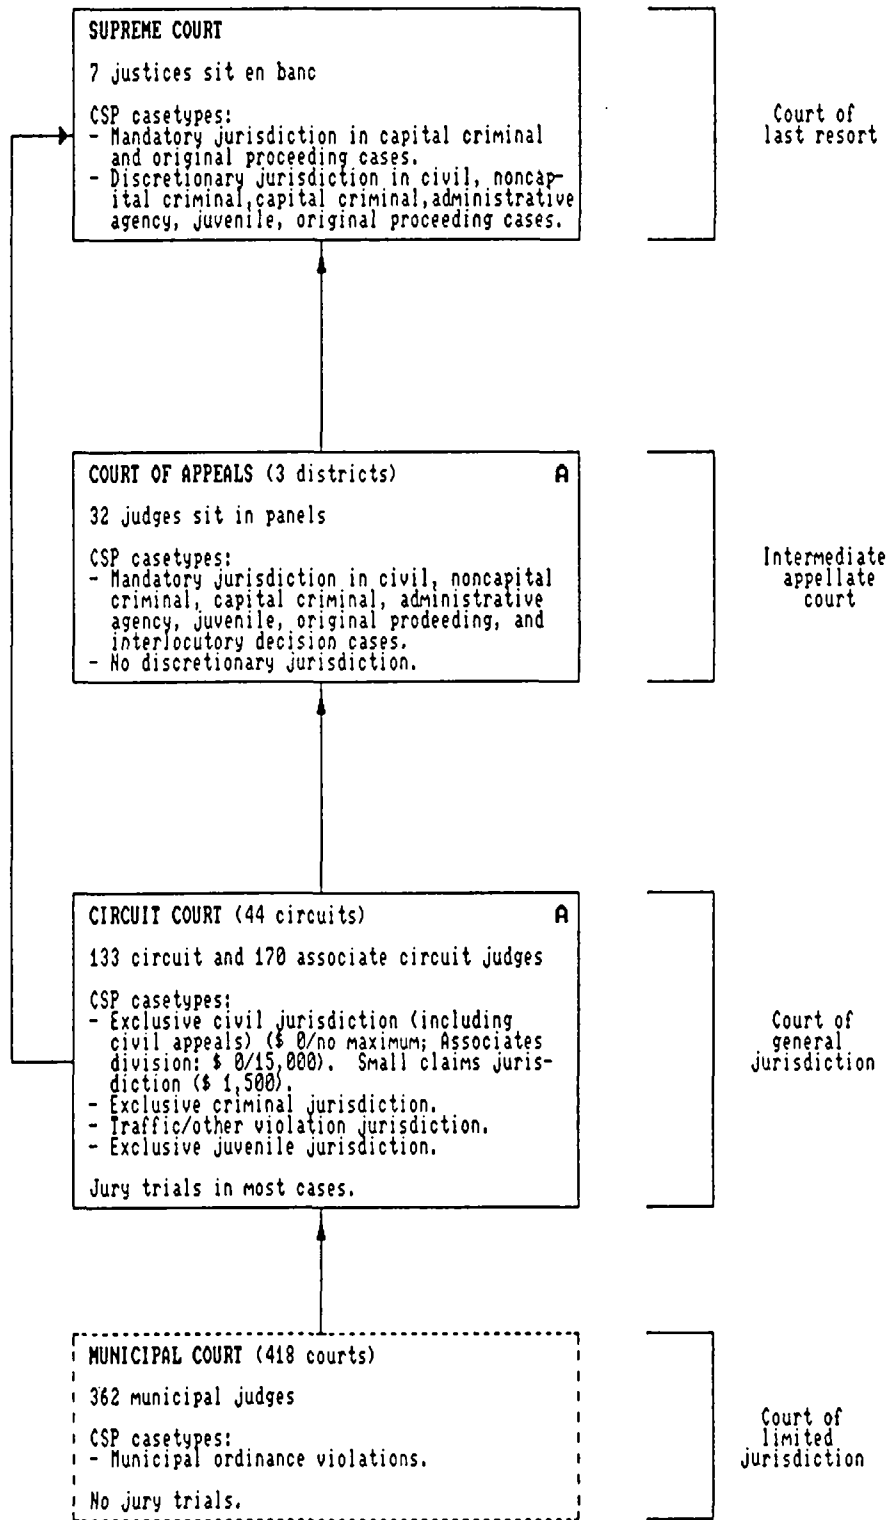 SUPREME COURT
7 justices sit en banc
CSP casetypes:
- Mandatory jurisdiction in capital criminal
and original proceeding cases.
- Discretionary jurisdiction in civil, noncap-
ital criminal,capital criminal,administrative
agency, juvenile, original proceeding cases.
Court of
last resort
COURT OF APPEALS (3 districts) A
32 judges sit in panels
CSP casetypes:
- Mandatory jurisdiction in civil, noncapital
criminal, capital criminal, administrative
agency, juvenile, original prodeeding, and
interlocutory decision cases.
- No discretionary jurisdiction.
Intermediate
appellate
court
CIRCUIT COURT (44 circuits) A
133 circuit and 170 associate circuit judges
CSP casetypes:
- Exclusive civil jurisdiction (including
civil appeals) ($ 0/no maximum; Associates
division: $ 0/15,000). Small claims juris-
diction ($ 1,500).
- Exclusive criminal jurisdiction.
- Traffic/other violation jurisdiction.
- Exclusive juvenile jurisdiction.
Jury trials in most cases.
Court of
general
jurisdiction
MUNICIPAL COURT (418 courts)
362 municipal judges
CSP casetypes:
- Municipal ordinance violations.
No jury trials.
Court of
limited
jurisdiction